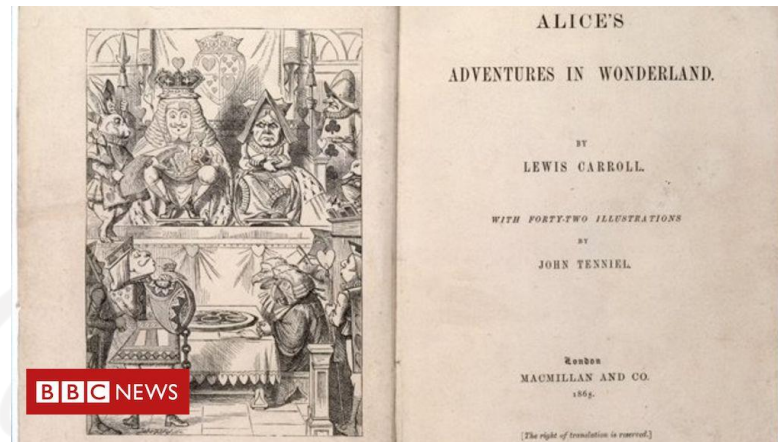 ALICE'S
ADVENTURES IN WONDERLAND.
BY
LEWIS CARROLL.
WITH FORTY-TWO ILLUSTRATIONS
BY
JOHN TENNIEL.
London
MACMILLAN AND CO.
1865.
[The right of translation is reserved.]
BBC NEWS